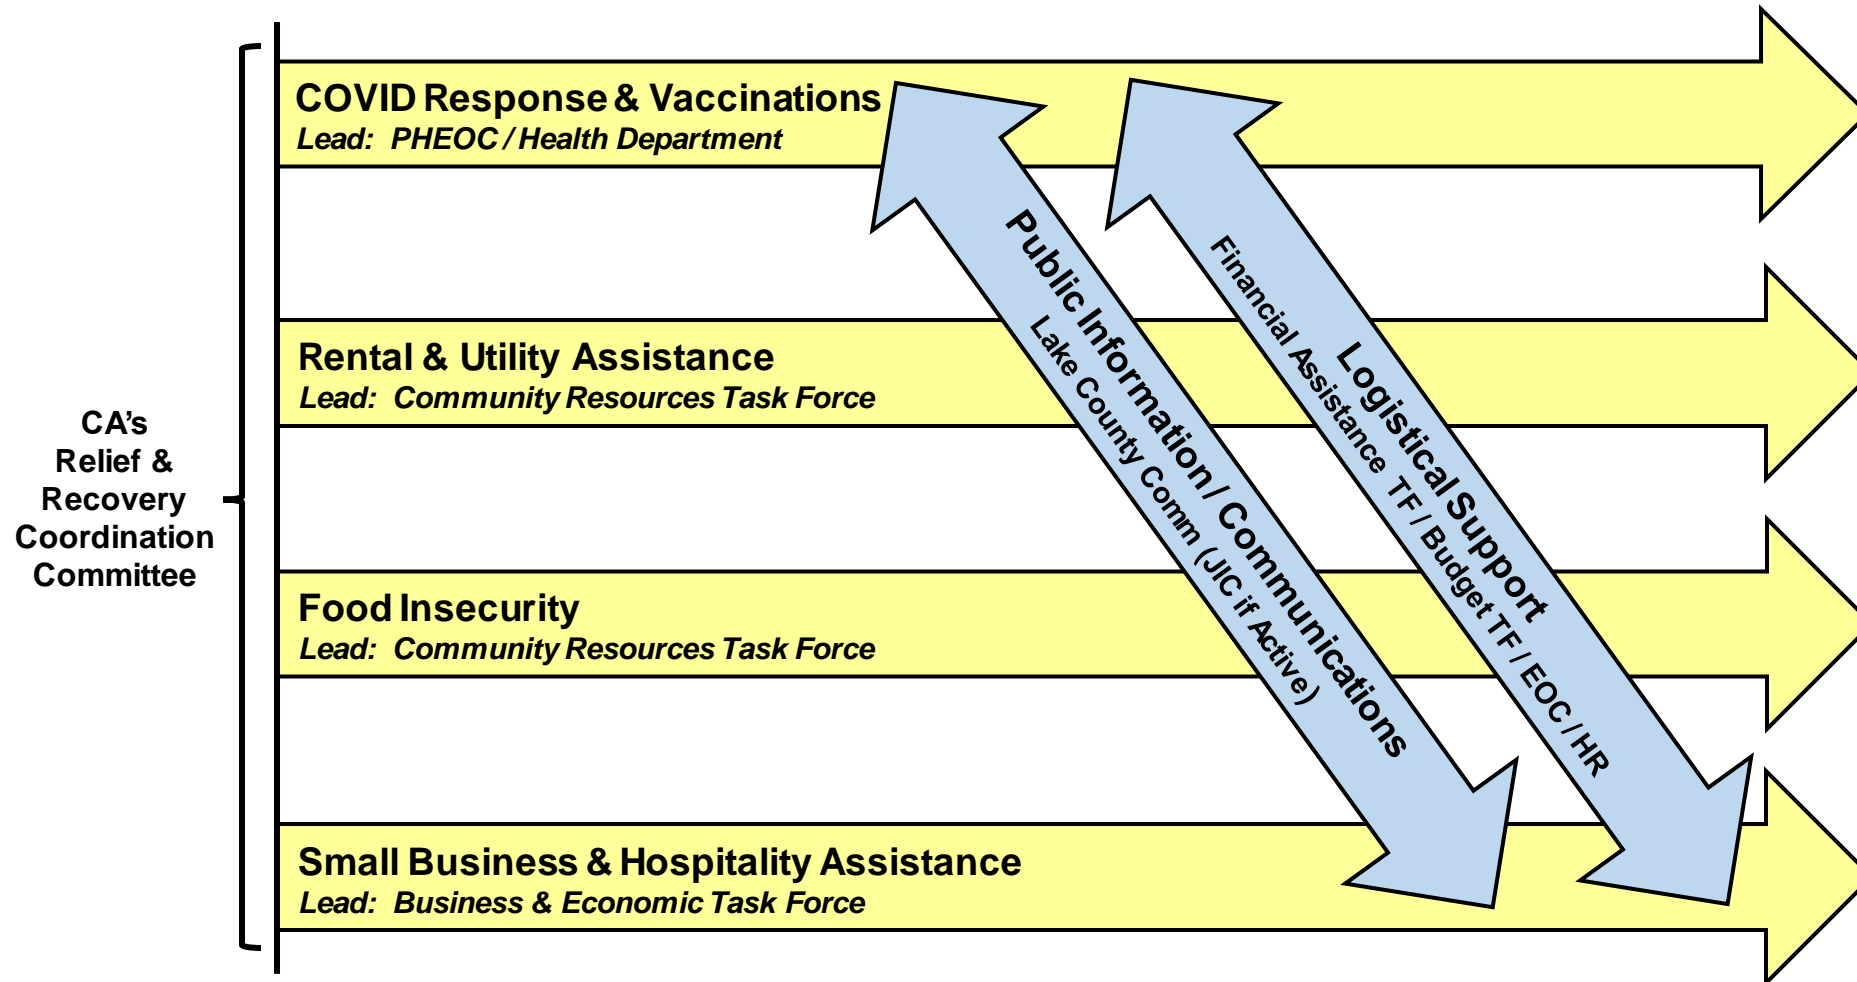 CA’s
Relief &
Recovery
Coordination
Committee
COVID Response & Vaccinations
Lead: PHEOC / Health Department
Rental & Utility Assistance
Lead: Community Resources Task Force
Food Insecurity
Lead: Community Resources Task Force
Small Business & Hospitality Assistance
Lead: Business & Economic Task Force
Public Information / Communications
Lake County Comm (JIC if Active)
Logistical Support
Financial Assistance TF / Budget TF / EOC / HR